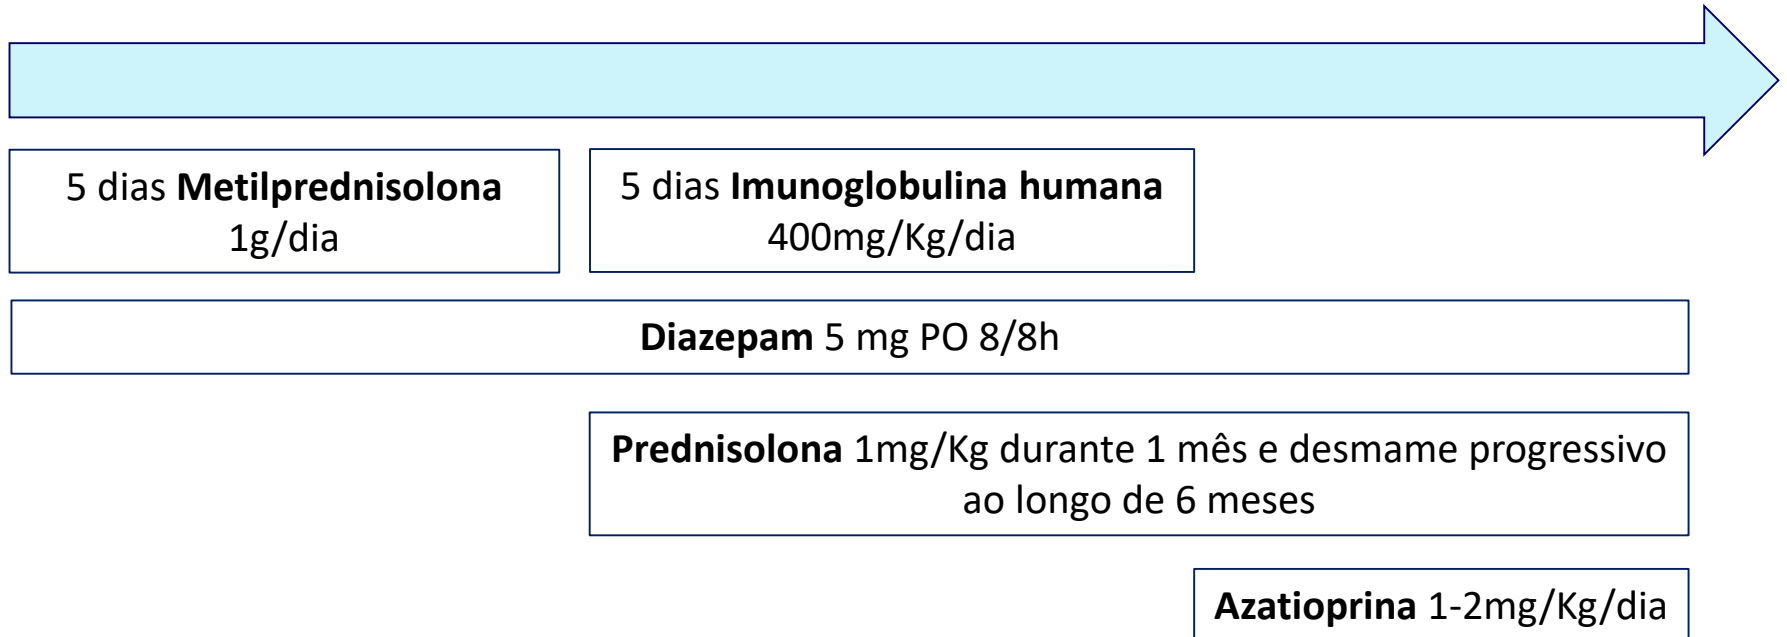 5 dias Metilprednisolona
1g/dia
5 dias Imunoglobulina humana
400mg/Kg/dia
Diazepam 5 mg PO 8/8h
Prednisolona 1mg/Kg durante 1 mês e desmame progressivo
ao longo de 6 meses
Azatioprina 1-2mg/Kg/dia